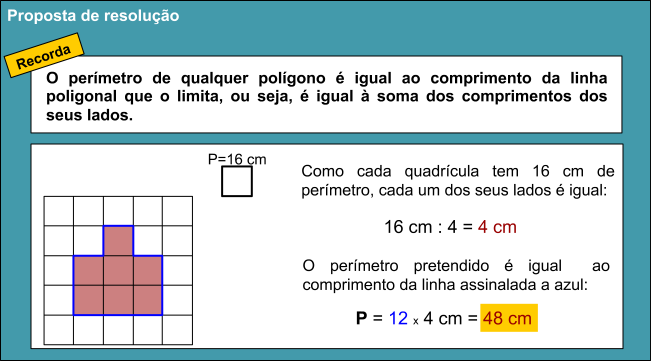 Proposta de resolução
Recorda
O perímetro de qualquer polígono é igual ao comprimento da linha
poligonal que o limita, ou seja, é igual à soma dos comprimentos dos
seus lados.
P=16 cm
Como cada quadrícula tem 16 cm de
perímetro, cada um dos seus lados é igual:
16 cm : 4 = 4 cm
O perímetro pretendido é igual ao
comprimento da linha assinalada a azul:
P = 12 x 4 cm = 48 cm